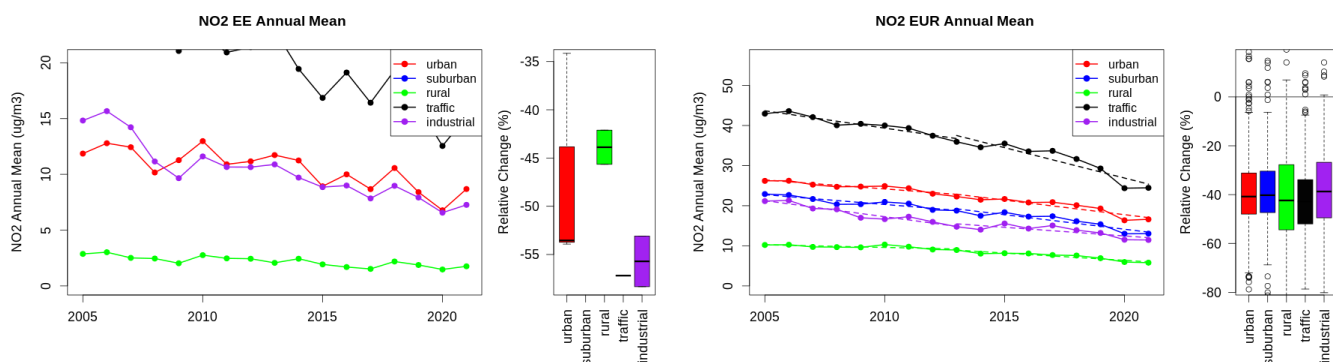 NO2 EE Annual Mean
NO2 Annual Mean (ug/m3)
20
15
10
5
0
2005
2010
2015
2020
urban
suburban
rural
traffic
industrial
Relative Change (%)
-35
-40
-45
-50
-55
urban
suburban
rural
traffic
industrial
NO2 EUR Annual Mean
NO2 Annual Mean (ug/m3)
50
40
30
20
10
0
2005
2010
2015
2020
urban
suburban
rural
traffic
industrial
Relative Change (%)
0
-20
-40
-60
-80
urban
suburban
rural
traffic
industrial